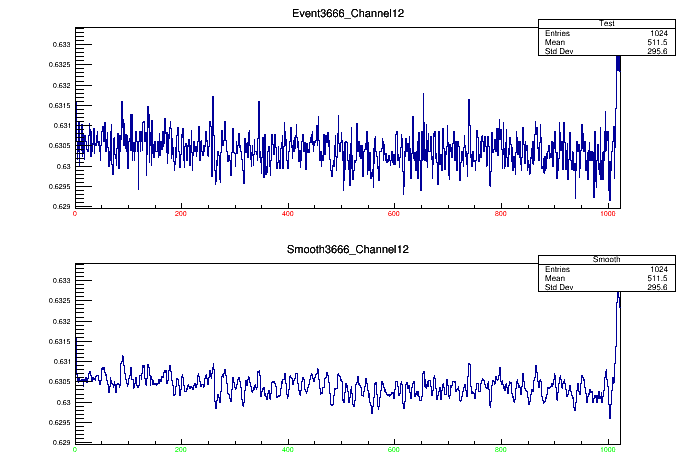 Event3666_Channel12
Test
Entries 1024
Mean 511.5
Std Dev 295.6
0.633
0.6325
0.632
0.6315
0.631
0.6305
0.63
0.6295
0.629
0 200 400 600 800 1000
Smooth3666_Channel12
Smooth
Entries 1024
Mean 511.5
Std Dev 295.6
0.633
0.6325
0.632
0.6315
0.631
0.6305
0.63
0.6295
0.629
0 200 400 600 800 1000